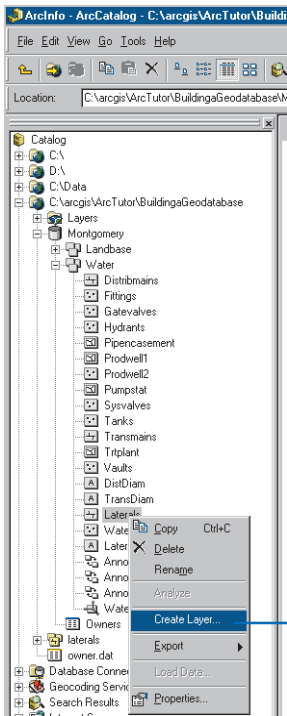 ArcInfo - ArcCatalog - C:\arcgis\ArcTutor\Buildi
File Edit View Go Tools Help
Location: C:\arcgis\ArcTutor\BuildingaGeodatabase\M
Catalog
C:\
D:\
C:\Data
C:\arcgis\ArcTutor\BuildingaGeodatabase
Layers
Montgomery
Landbase
Water
Distribmains
Fittings
Gatevalves
Hydrants
Pipencasement
Prodwell1
Prodwell2
Pumpstat
Sysvalves
Tanks
Transmains
Trtplant
Vaults
DistDiam
TransDiam
Laterals
Wate
Later
Anno
Anno
Anno
Wate
Owners
laterals
owner.dat
Database Connec
Geocoding Servic
Search Results
Copy Ctrl+C
Delete
Rename
Analyze
Create Layer...
Export
Load Data...
Properties...